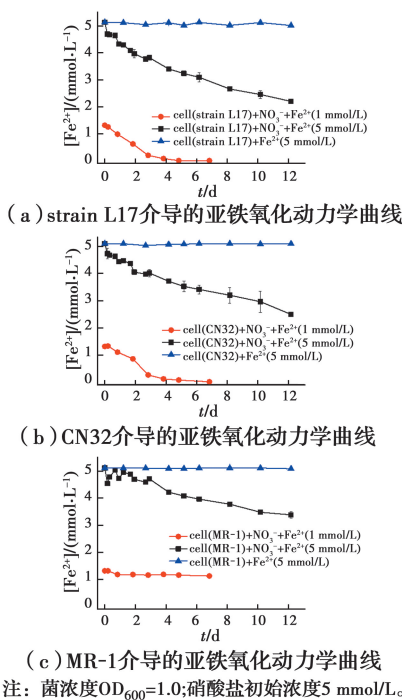 5
4
3
2
1
0
[Fe²⁺]/(mmol·L⁻¹)
cell(strain L17)+NO₃⁻+Fe²⁺(1 mmol/L)
cell(strain L17)+NO₃⁻+Fe²⁺(5 mmol/L)
cell(strain L17)+Fe²⁺(5 mmol/L)
0 2 4 6 8 10 12
t/d
(a)strain L17介导的亚铁氧化动力学曲线
5
4
3
2
1
0
[Fe²⁺]/(mmol·L⁻¹)
cell(CN32)+NO₃⁻+Fe²⁺(1 mmol/L)
cell(CN32)+NO₃⁻+Fe²⁺(5 mmol/L)
cell(CN32)+Fe²⁺(5 mmol/L)
0 2 4 6 8 10 12
t/d
(b)CN32介导的亚铁氧化动力学曲线
5
4
3
2
1
0
[Fe²⁺]/(mmol·L⁻¹)
cell(MR-1)+NO₃⁻+Fe²⁺(1 mmol/L)
cell(MR-1)+NO₃⁻+Fe²⁺(5 mmol/L)
cell(MR-1)+Fe²⁺(5 mmol/L)
0 2 4 6 8 10 12
t/d
(c)MR-1介导的亚铁氧化动力学曲线
注：菌浓度OD₆₀₀=1.0;硝酸盐初始浓度5 mmol/L。